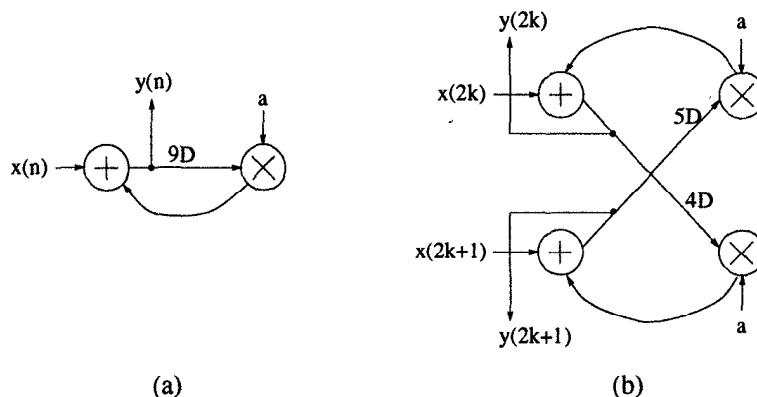 y(n)
a
9D
x(n)
(a)
y(2k)
a
x(2k)
5D
4D
x(2k+1)
a
y(2k+1)
(b)